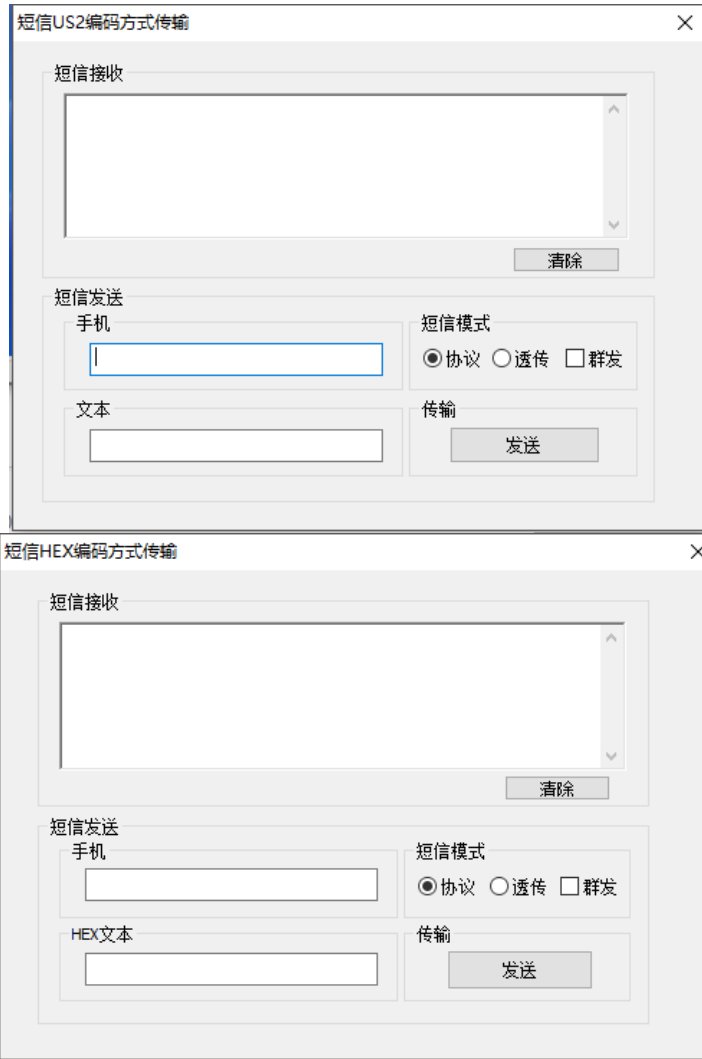 短信US2编码方式传输
短信接收
清除
短信发送
手机
短信模式
协议 透传 群发
文本
传输
发送
短信HEX编码方式传输
短信接收
清除
短信发送
手机
短信模式
协议 透传 群发
HEX文本
传输
发送